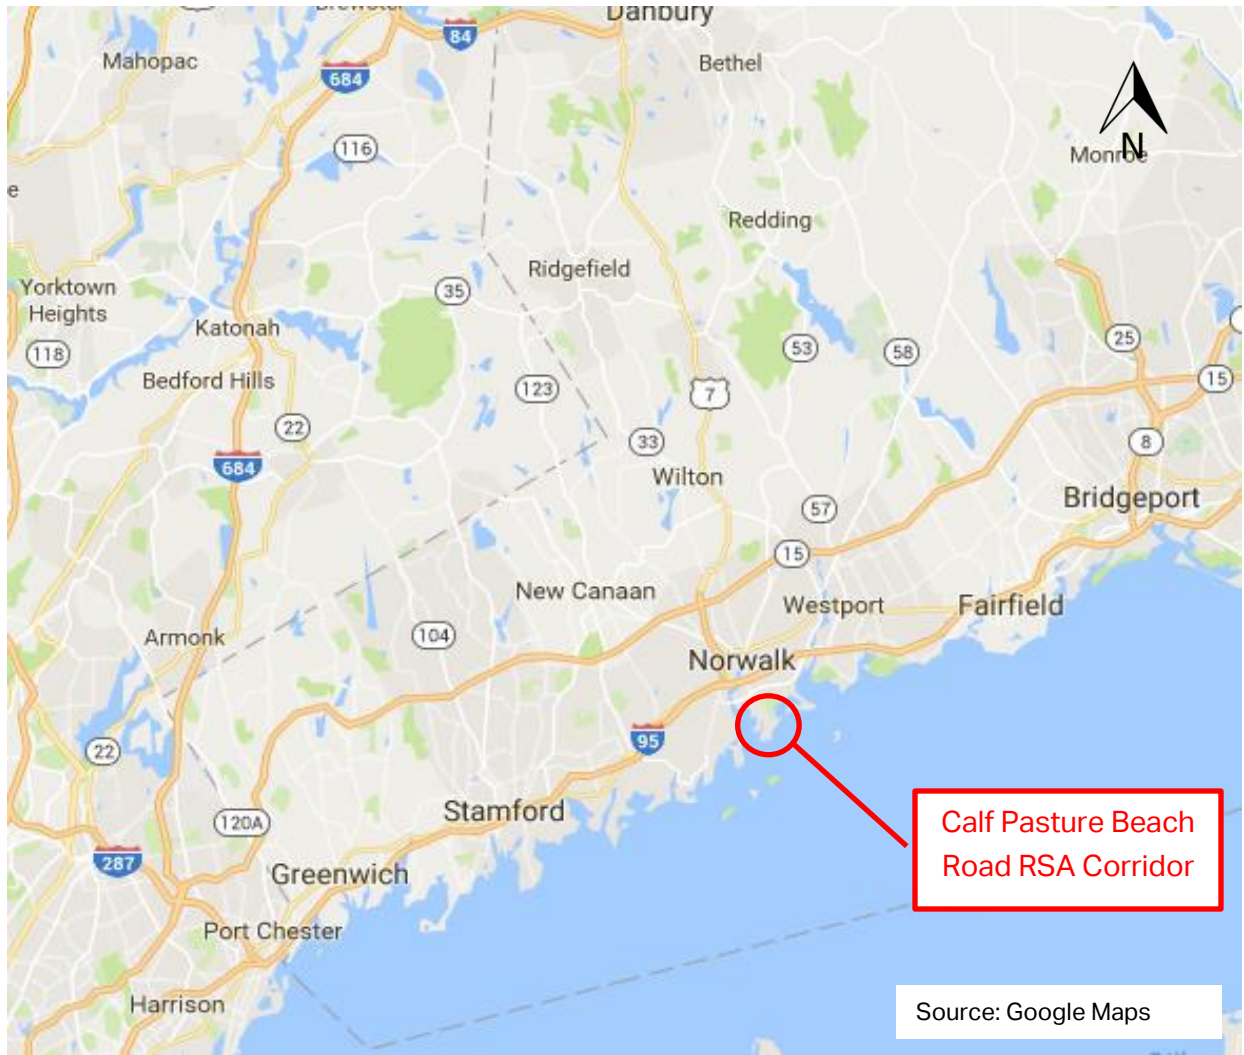 Brewster
Danbury
84
Mahopac
684
Bethel
116
N
Monroe
e
Redding
Ridgefield
Yorktown
Heights
35
Katonah
118
53
58
25
Bedford Hills
123
7
15
22
33
8
684
Wilton
Bridgeport
57
15
New Canaan
Westport
Fairfield
Armonk
104
Norwalk
95
22
Stamford
120A
Calf Pasture Beach
Road RSA Corridor
287
Greenwich
Port Chester
Harrison
Source: Google Maps